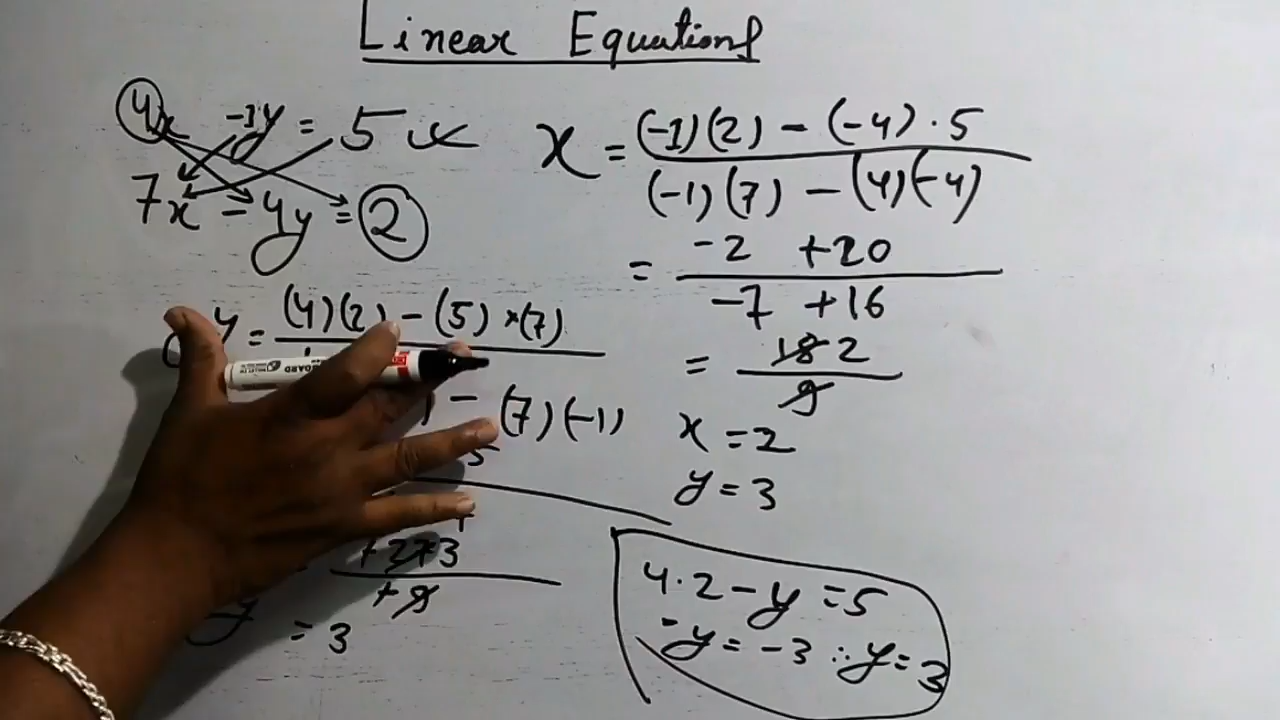 Linear Equations
4x -1y = 5
7x - 4y = 2
x = (-1)(2) - (-4) · 5
(-1)(7) - (4)(-4)
= -2 +20
-7 +16
= 18 2
9
x = 2
y = 3
y = (4)(2) - (5) × (7)
- (7)(-1)
+27 3
+9
y = 3
4·2 - y = 5
-y = -3 ∴ y = 3